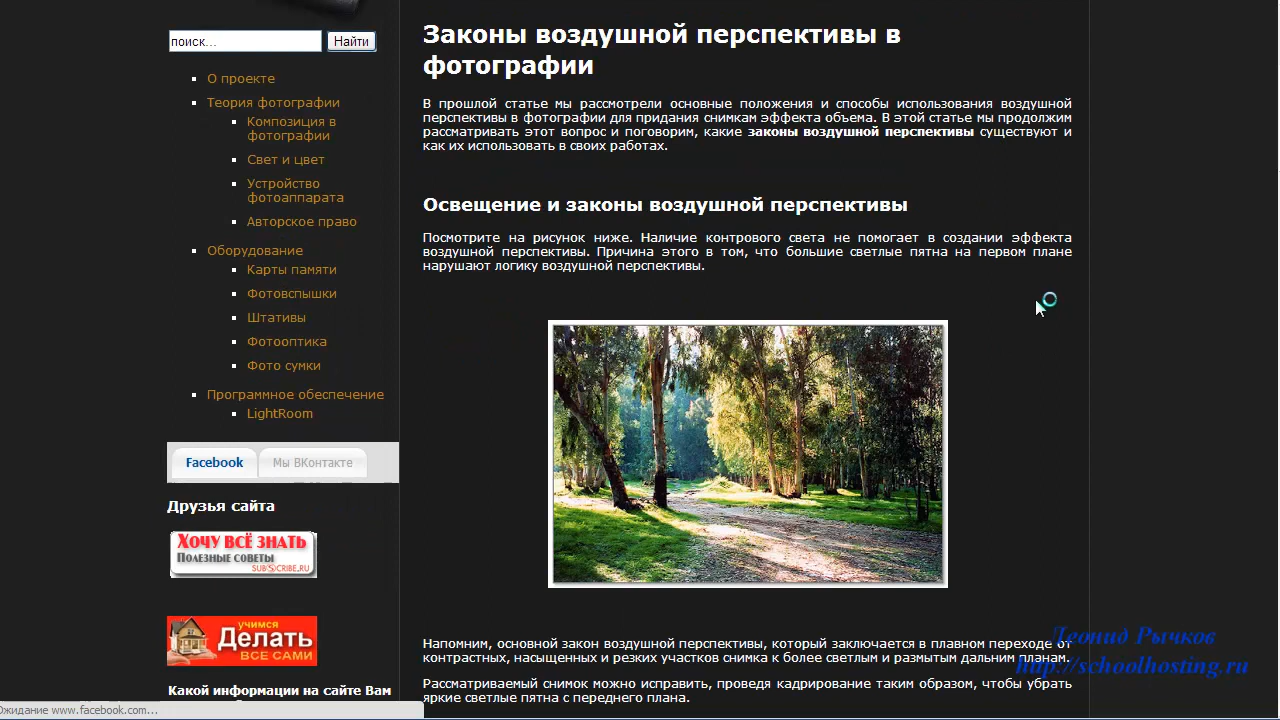 поиск...
Найти
О проекте
Теория фотографии
Композиция в
фотографии
Свет и цвет
Устройство
фотоаппарата
Авторское право
Оборудование
Карты памяти
Фотовспышки
Штативы
Фотооптика
Фото сумки
Программное обеспечение
LightRoom
Facebook
Мы ВКонтакте
Друзья сайта
Хочу всё знать
Полезные советы
SUBSCRIBE.RU
учимся
Делать
ВСЕ САМИ
Какой информации на сайте Вам
Ожидание www.facebook.com...
Законы воздушной перспективы в
фотографии
В прошлой статье мы рассмотрели основные положения и способы использования воздушной
перспективы в фотографии для придания снимкам эффекта объема. В этой статье мы продолжим
рассматривать этот вопрос и поговорим, какие законы воздушной перспективы существуют и
как их использовать в своих работах.
Освещение и законы воздушной перспективы
Посмотрите на рисунок ниже. Наличие контрового света не помогает в создании эффекта
воздушной перспективы. Причина этого в том, что большие светлые пятна на первом плане
нарушают логику воздушной перспективы.
Напомним, основной закон воздушной перспективы, который заключается в плавном переходе от
контрастных, насыщенных и резких участков снимка к более светлым и размытым дальним планам.
Рассматриваемый снимок можно исправить, проведя кадрирование таким образом, чтобы убрать
яркие светлые пятна с переднего плана.
Леонид Рычков
http://schoolhosting.ru